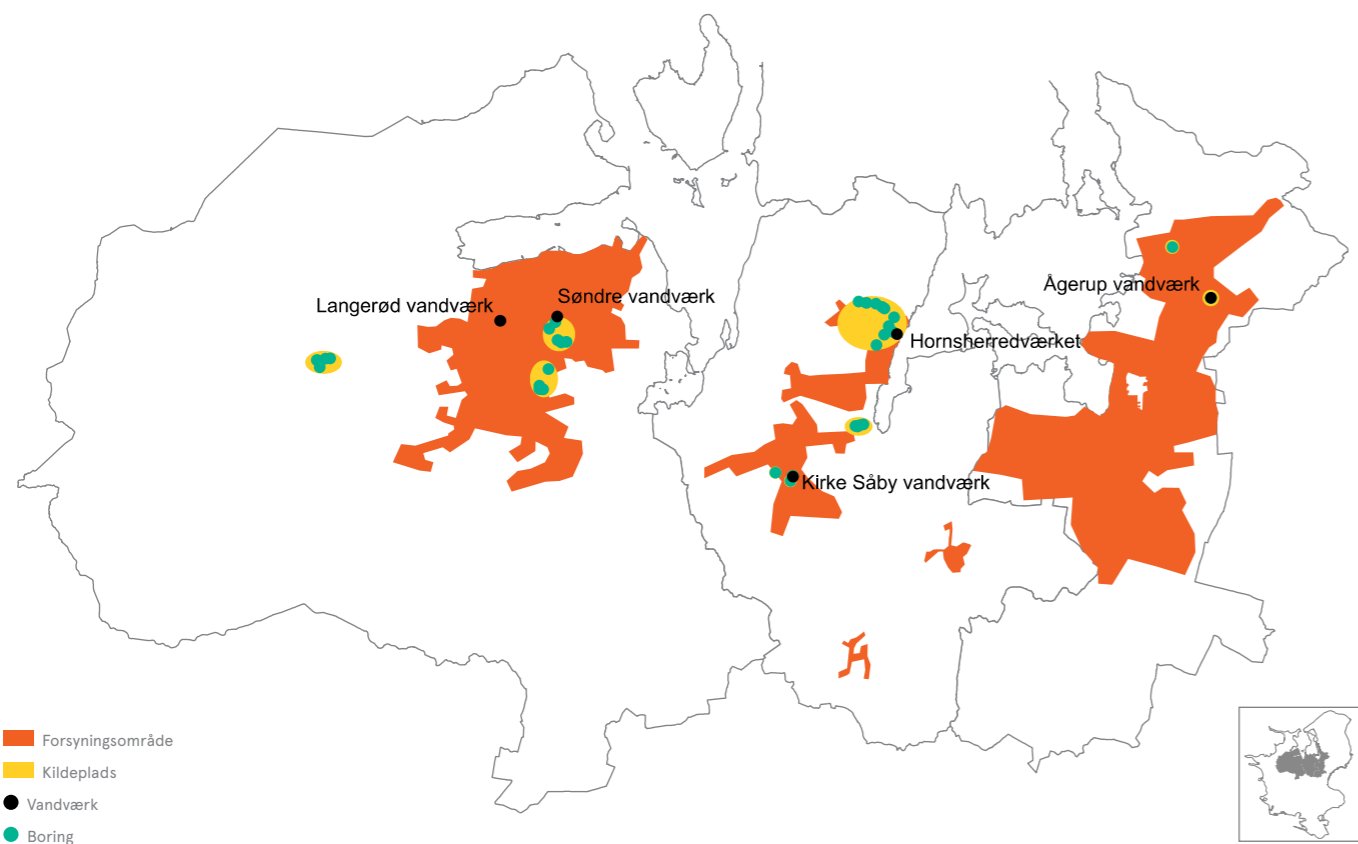 Langerød vandværk
Søndre vandværk
Ågerup vandværk
Hornsherredværket
Kirke Såby vandværk
Forsyningsområde
Kildeplads
Vandværk
Boring